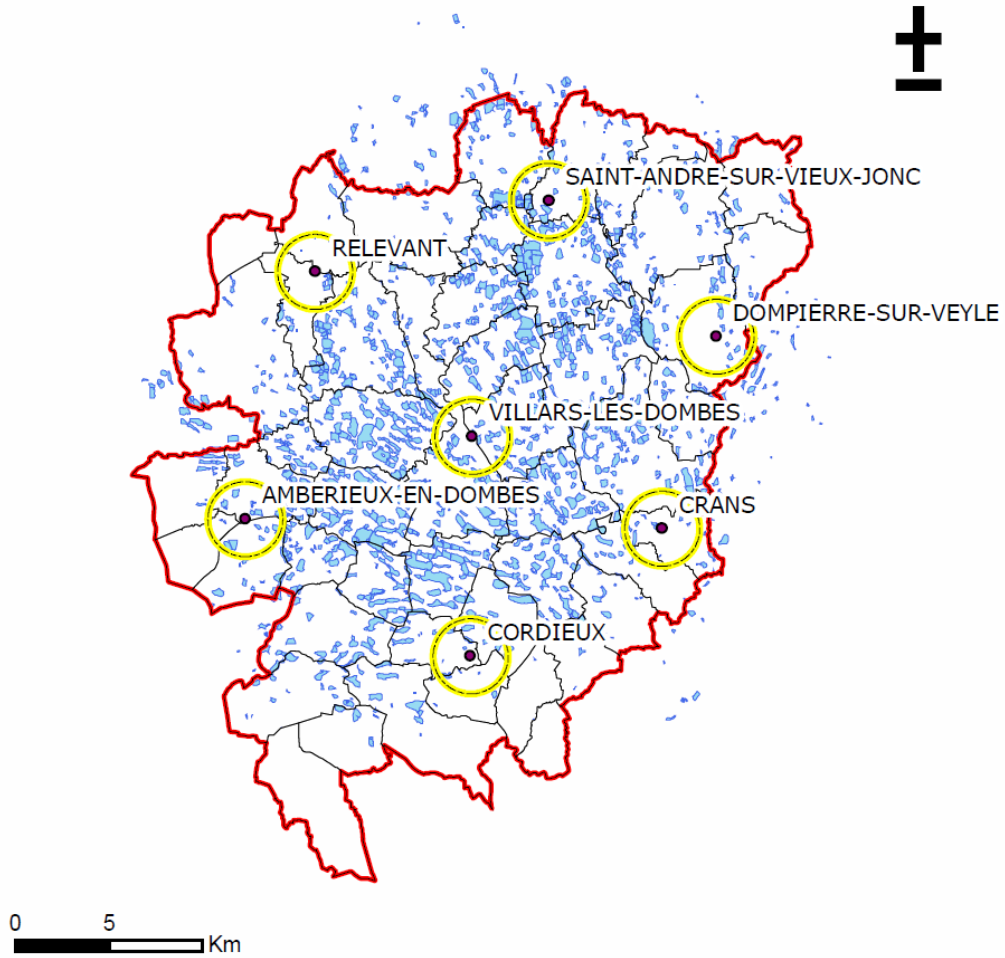 SAINT-ANDRE-SUR-VIEUX-JONC
RELEVANT
DOMPIERRE-SUR-VEYLE
VILLARS-LES-DOMBES
AMBERIEUX-EN-DOMBES
CRANS
CORDIEUX
0 5
Km